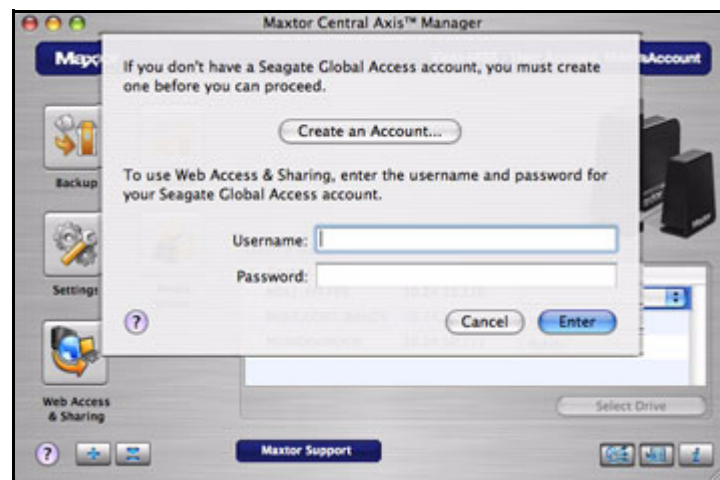 Maxtor Central Axis™ Manager
If you don't have a Seagate Global Access account, you must create
one before you can proceed.
Create an Account...
To use Web Access & Sharing, enter the username and password for
your Seagate Global Access account.
Username:
Password:
?
Cancel
Enter
Backup
Settings
Web Access
& Sharing
Select Drive
?
Maxtor Support
i